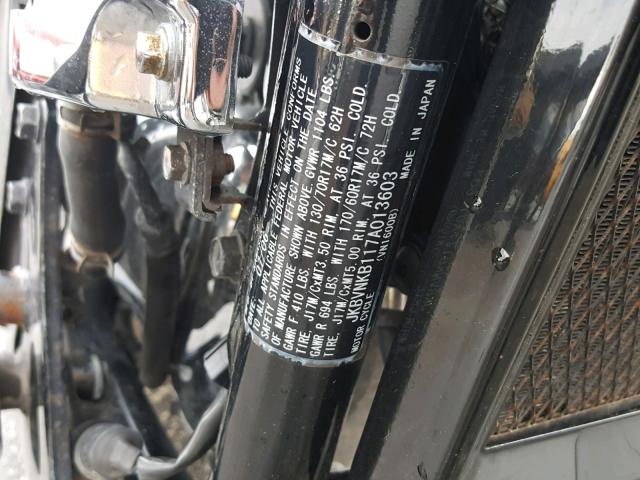 07/06 THIS VEHICLE CONFORMS
TO ALL APPLICABLE FEDERAL MOTOR VEHICLE
SAFETY STANDARDS IN EFFECT ON THE DATE
OF MANUFACTURE SHOWN ABOVE. GVWR 1104 LBS.
GAWR F 410 LBS. WITH 130/70R17M/C 62H
TIRE, J17M/CxMT3.50 RIM, AT 36 PSI. COLD.
GAWR R 694 LBS. WITH 170/60R17M/C 72H
TIRE, J17M/CxMT5.00 RIM, AT 36 PSI. COLD.
JKBVNKB117A013603
MOTOR CYCLE (VN1600B) MADE IN JAPAN